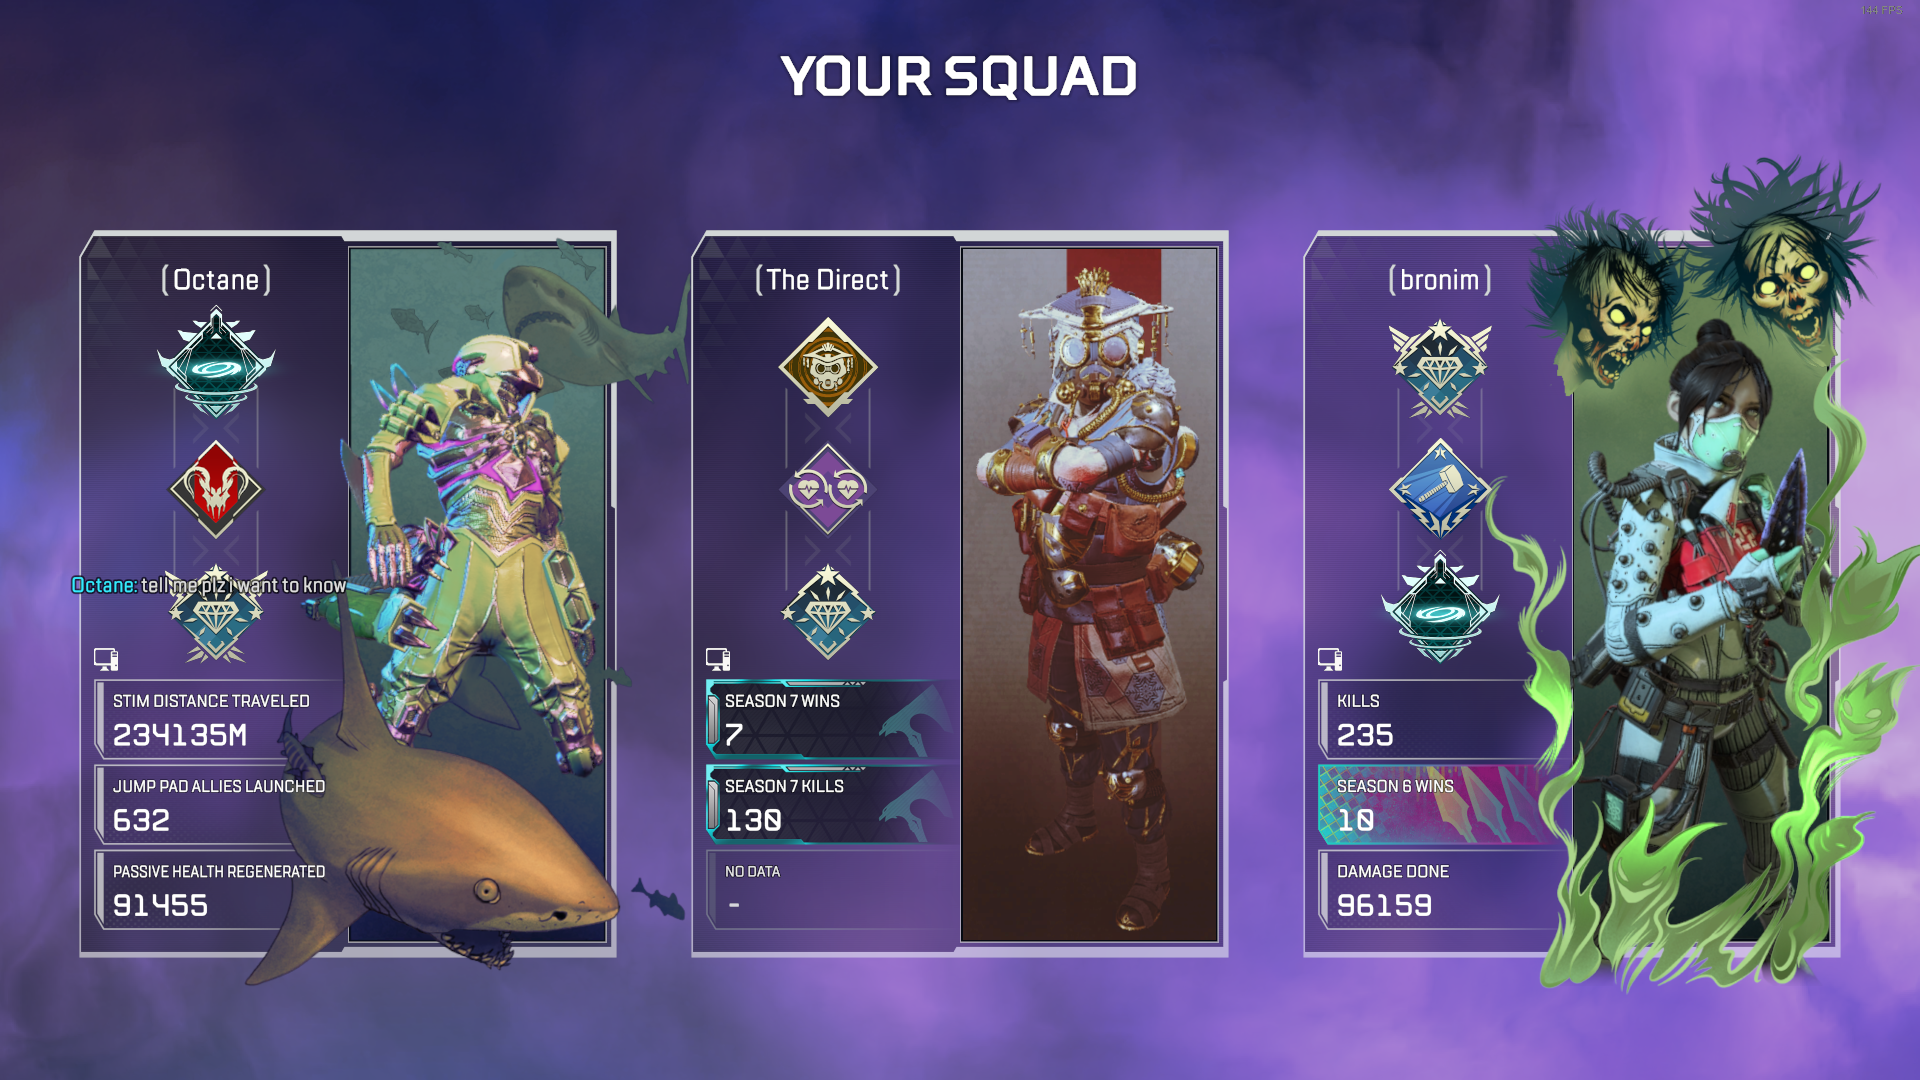 144 FPS
YOUR SQUAD
[Octane]
Octane: tell me plz i want to know
STIM DISTANCE TRAVELED
234135M
JUMP PAD ALLIES LAUNCHED
632
PASSIVE HEALTH REGENERATED
91455
[The Direct]
SEASON 7 WINS
7
SEASON 7 KILLS
130
NO DATA
-
[bronim]
KILLS
235
SEASON 6 WINS
10
DAMAGE DONE
96159